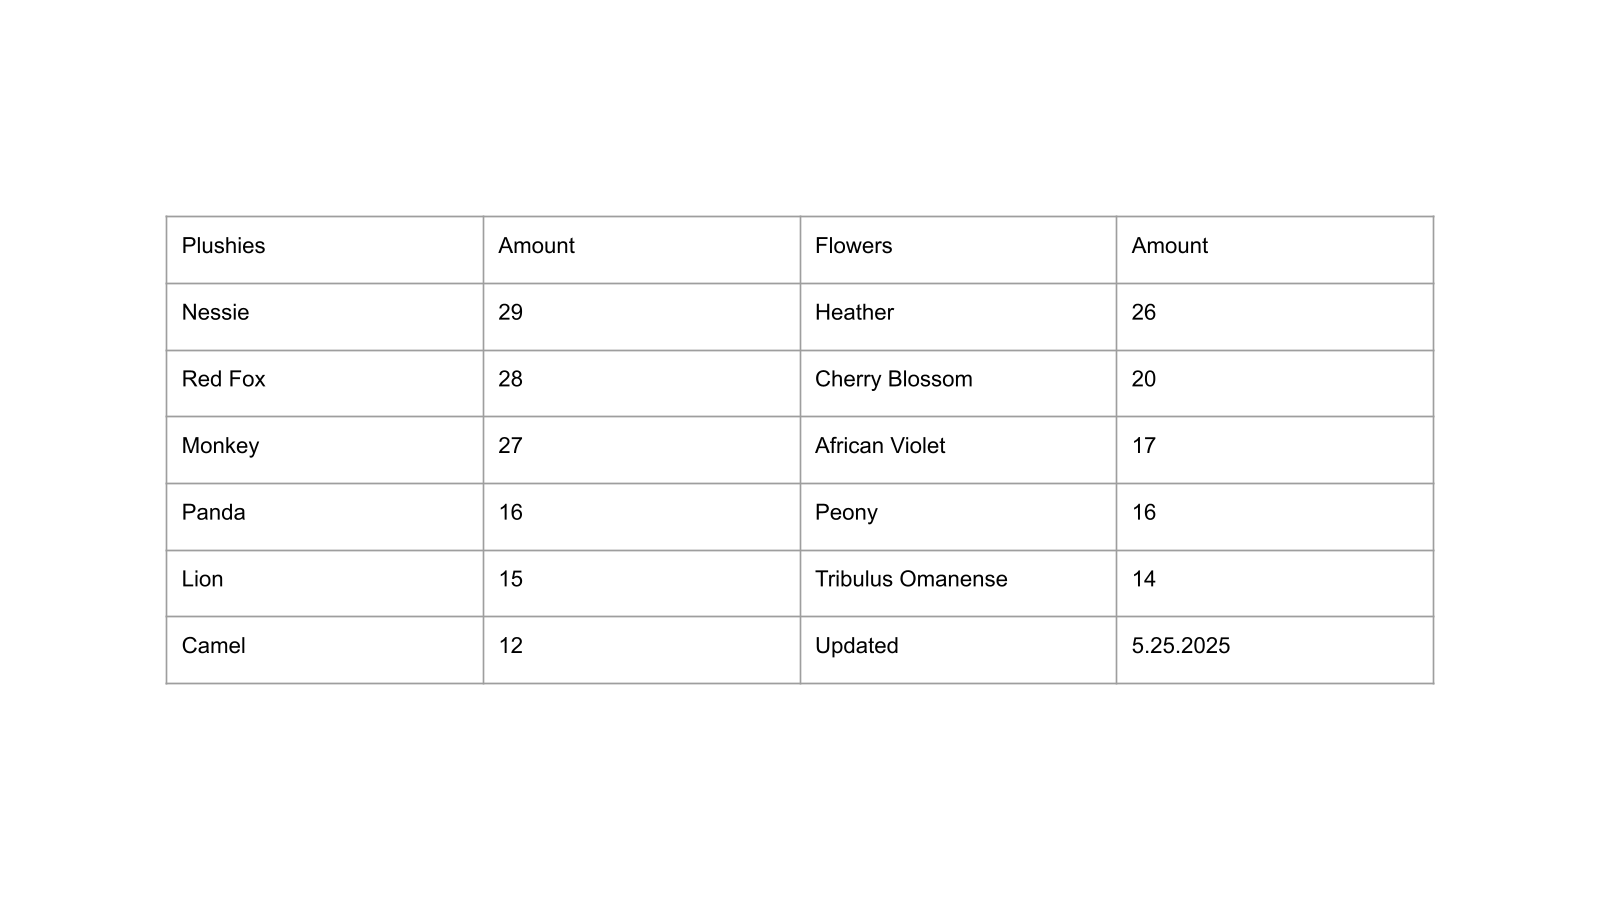 Plushies Amount Flowers Amount
Nessie 29 Heather 26
Red Fox 28 Cherry Blossom 20
Monkey 27 African Violet 17
Panda 16 Peony 16
Lion 15 Tribulus Omanense 14
Camel 12 Updated 5.25.2025